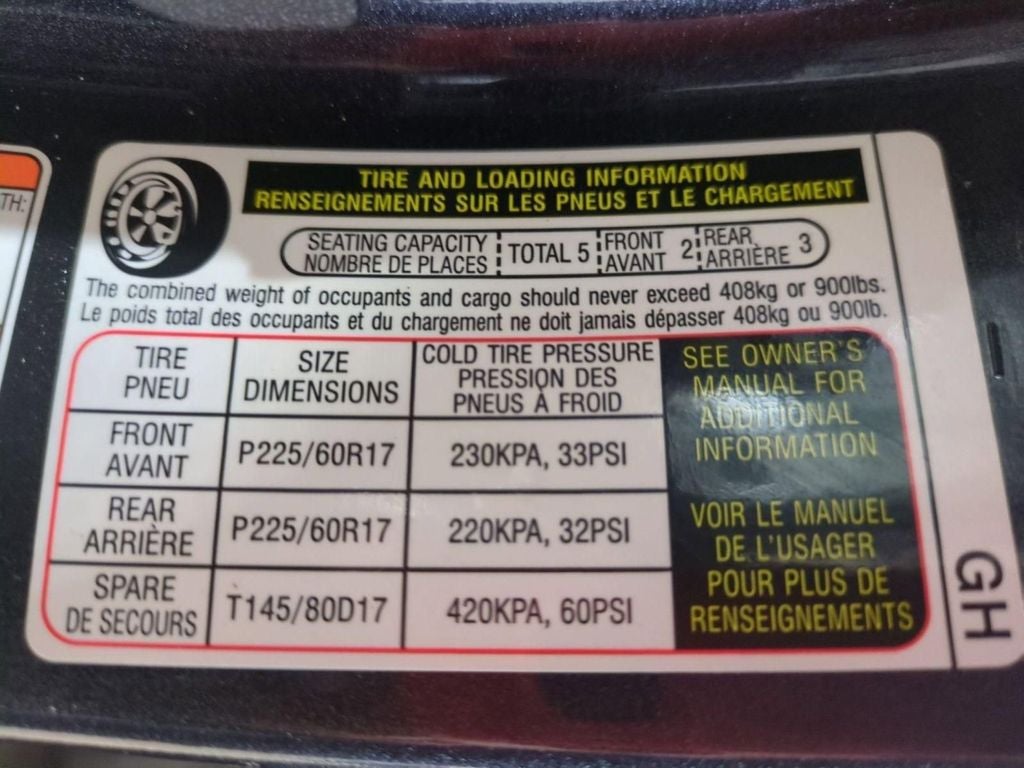 TH:
TIRE AND LOADING INFORMATION
RENSEIGNEMENTS SUR LES PNEUS ET LE CHARGEMENT
SEATING CAPACITY
NOMBRE DE PLACES
TOTAL 5
FRONT
AVANT
2
REAR
ARRIÈRE
3
The combined weight of occupants and cargo should never exceed 408kg or 900lbs.
Le poids total des occupants et du chargement ne doit jamais dépasser 408kg ou 900lb.
TIRE
PNEU
SIZE
DIMENSIONS
COLD TIRE PRESSURE
PRESSION DES
PNEUS À FROID
FRONT
AVANT
P225/60R17
230KPA, 33PSI
REAR
ARRIÈRE
P225/60R17
220KPA, 32PSI
SPARE
DE SECOURS
T145/80D17
420KPA, 60PSI
SEE OWNER'S
MANUAL FOR
ADDITIONAL
INFORMATION
VOIR LE MANUEL
DE L'USAGER
POUR PLUS DE
RENSEIGNEMENTS
GH